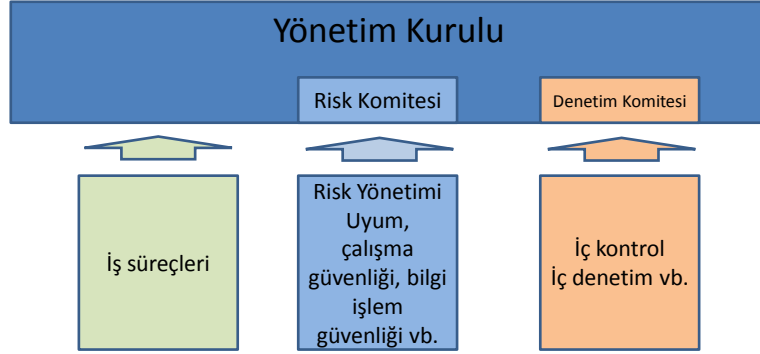 Yönetim Kurulu
Risk Komitesi
Denetim Komitesi
İş süreçleri
Risk Yönetimi
Uyum,
çalışma
güvenliği, bilgi
işlem
güvenliği vb.
İç kontrol
İç denetim vb.